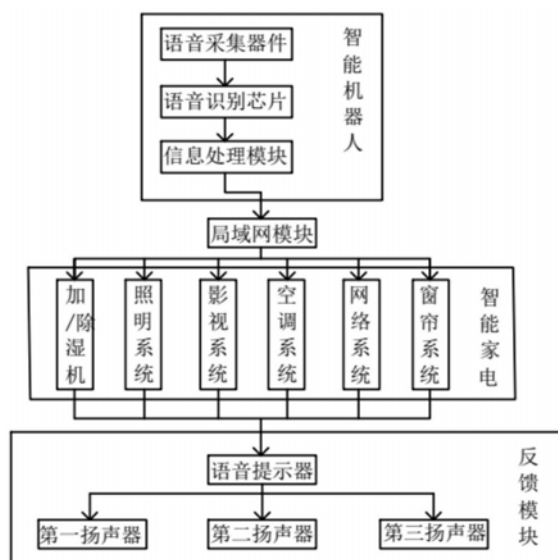 语音采集器件
语音识别芯片
信息处理模块
智能机器人
局域网模块
加/除湿机
照明系统
影视系统
空调系统
网络系统
窗帘系统
智能家电
语音提示器
第一扬声器
第二扬声器
第三扬声器
反馈模块